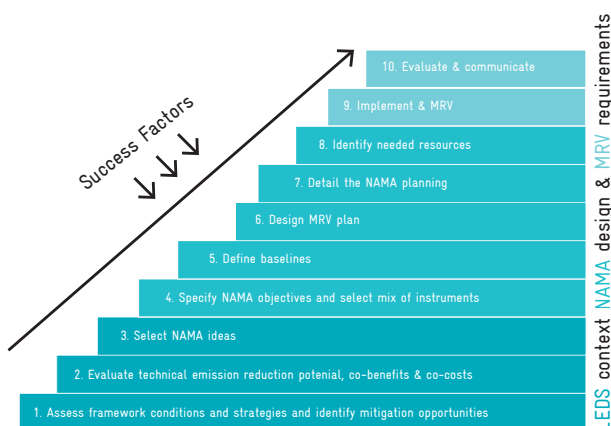 10. Evaluate & communicate
9. Implement & MRV
8. Identify needed resources
7. Detail the NAMA planning
6. Design MRV plan
5. Define baselines
4. Specify NAMA objectives and select mix of instruments
3. Select NAMA ideas
2. Evaluate technical emission reduction potenial, co-benefits & co-costs
1. Assess framework conditions and strategies and identify mitigation opportunities
Success Factors
LEDS context NAMA design & MRV requirements